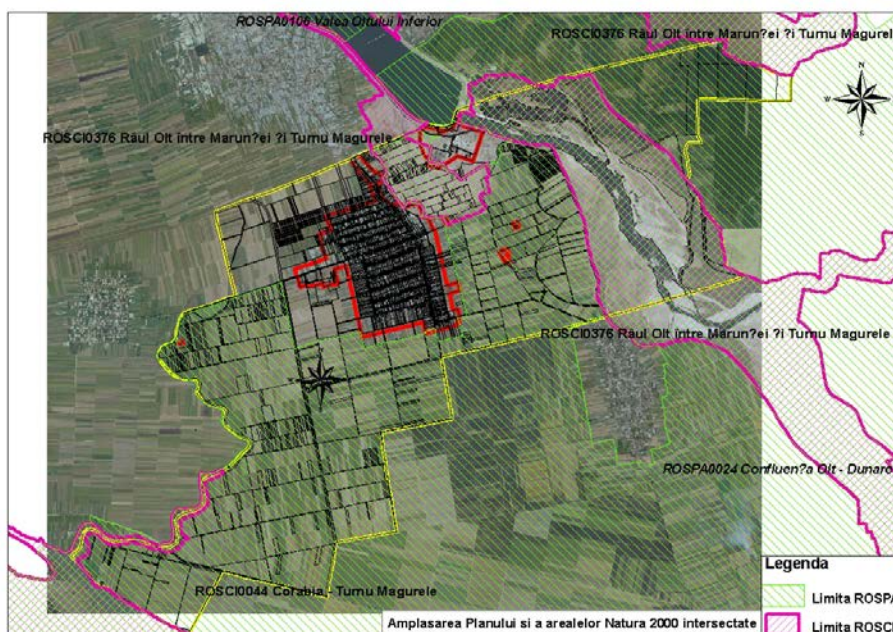 ROSPA0106 Valea Oltului Inferior
ROSCI0376 Râul Olt între Marun?ei ?i Turnu Magurele
N
W
E
S
ROSCI0376 Râul Olt între Marun?ei ?i Turnu Magurele
ROSCI0376 Râul Olt între Marun?ei ?i Turnu Magurele
ROSPA0024 Confluen?a Olt - Dunare
ROSCI0044 Corabia - Turnu Magurele
Legenda
Limita ROSPA
Limita ROSCI
Amplasarea Planului si a arealelor Natura 2000 intersectate